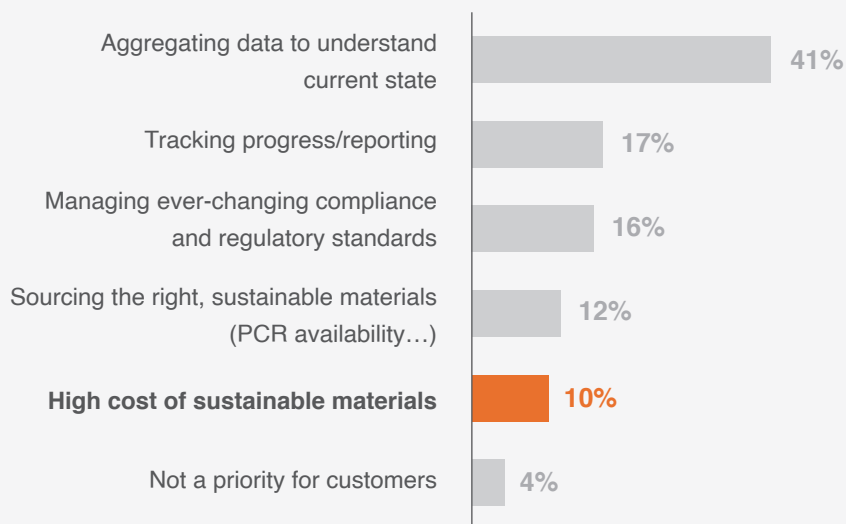 Aggregating data to understand
current state
41%
Tracking progress/reporting
17%
Managing ever-changing compliance
and regulatory standards
16%
Sourcing the right, sustainable materials
(PCR availability…)
12%
High cost of sustainable materials
10%
Not a priority for customers
4%